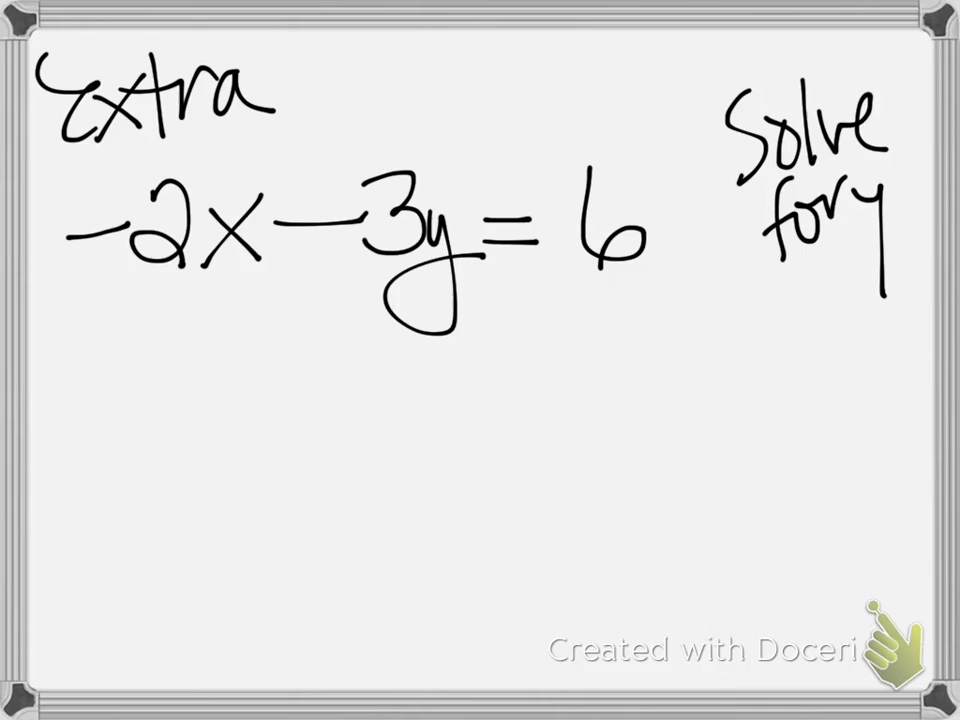 Extra
-2x - 3y = 6
Solve
for y
Created with Doceri